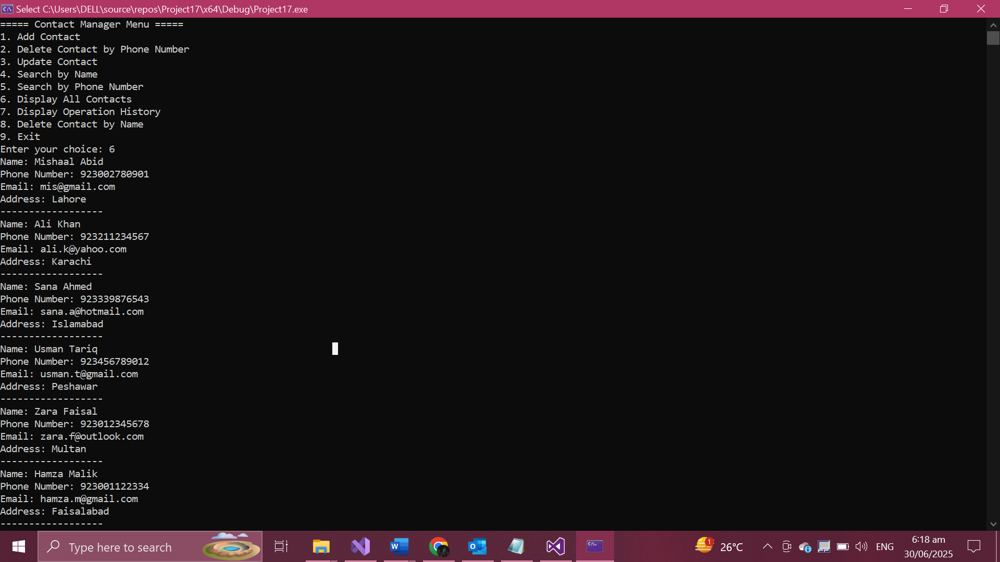 Select C:\Users\DELL\source\repos\Project17\x64\Debug\Project17.exe
===== Contact Manager Menu =====
1. Add Contact
2. Delete Contact by Phone Number
3. Update Contact
4. Search by Name
5. Search by Phone Number
6. Display All Contacts
7. Display Operation History
8. Delete Contact by Name
9. Exit
Enter your choice: 6
Name: Mishaal Abid
Phone Number: 923002780901
Email: mis@gmail.com
Address: Lahore
------------------
Name: Ali Khan
Phone Number: 923211234567
Email: ali.k@yahoo.com
Address: Karachi
------------------
Name: Sana Ahmed
Phone Number: 923339876543
Email: sana.a@hotmail.com
Address: Islamabad
------------------
Name: Usman Tariq
Phone Number: 923456789012
Email: usman.t@gmail.com
Address: Peshawar
------------------
Name: Zara Faisal
Phone Number: 923012345678
Email: zara.f@outlook.com
Address: Multan
------------------
Name: Hamza Malik
Phone Number: 923001122334
Email: hamza.m@gmail.com
Address: Faisalabad
------------------
Type here to search
1
26°C
ENG
6:18 am
30/06/2025